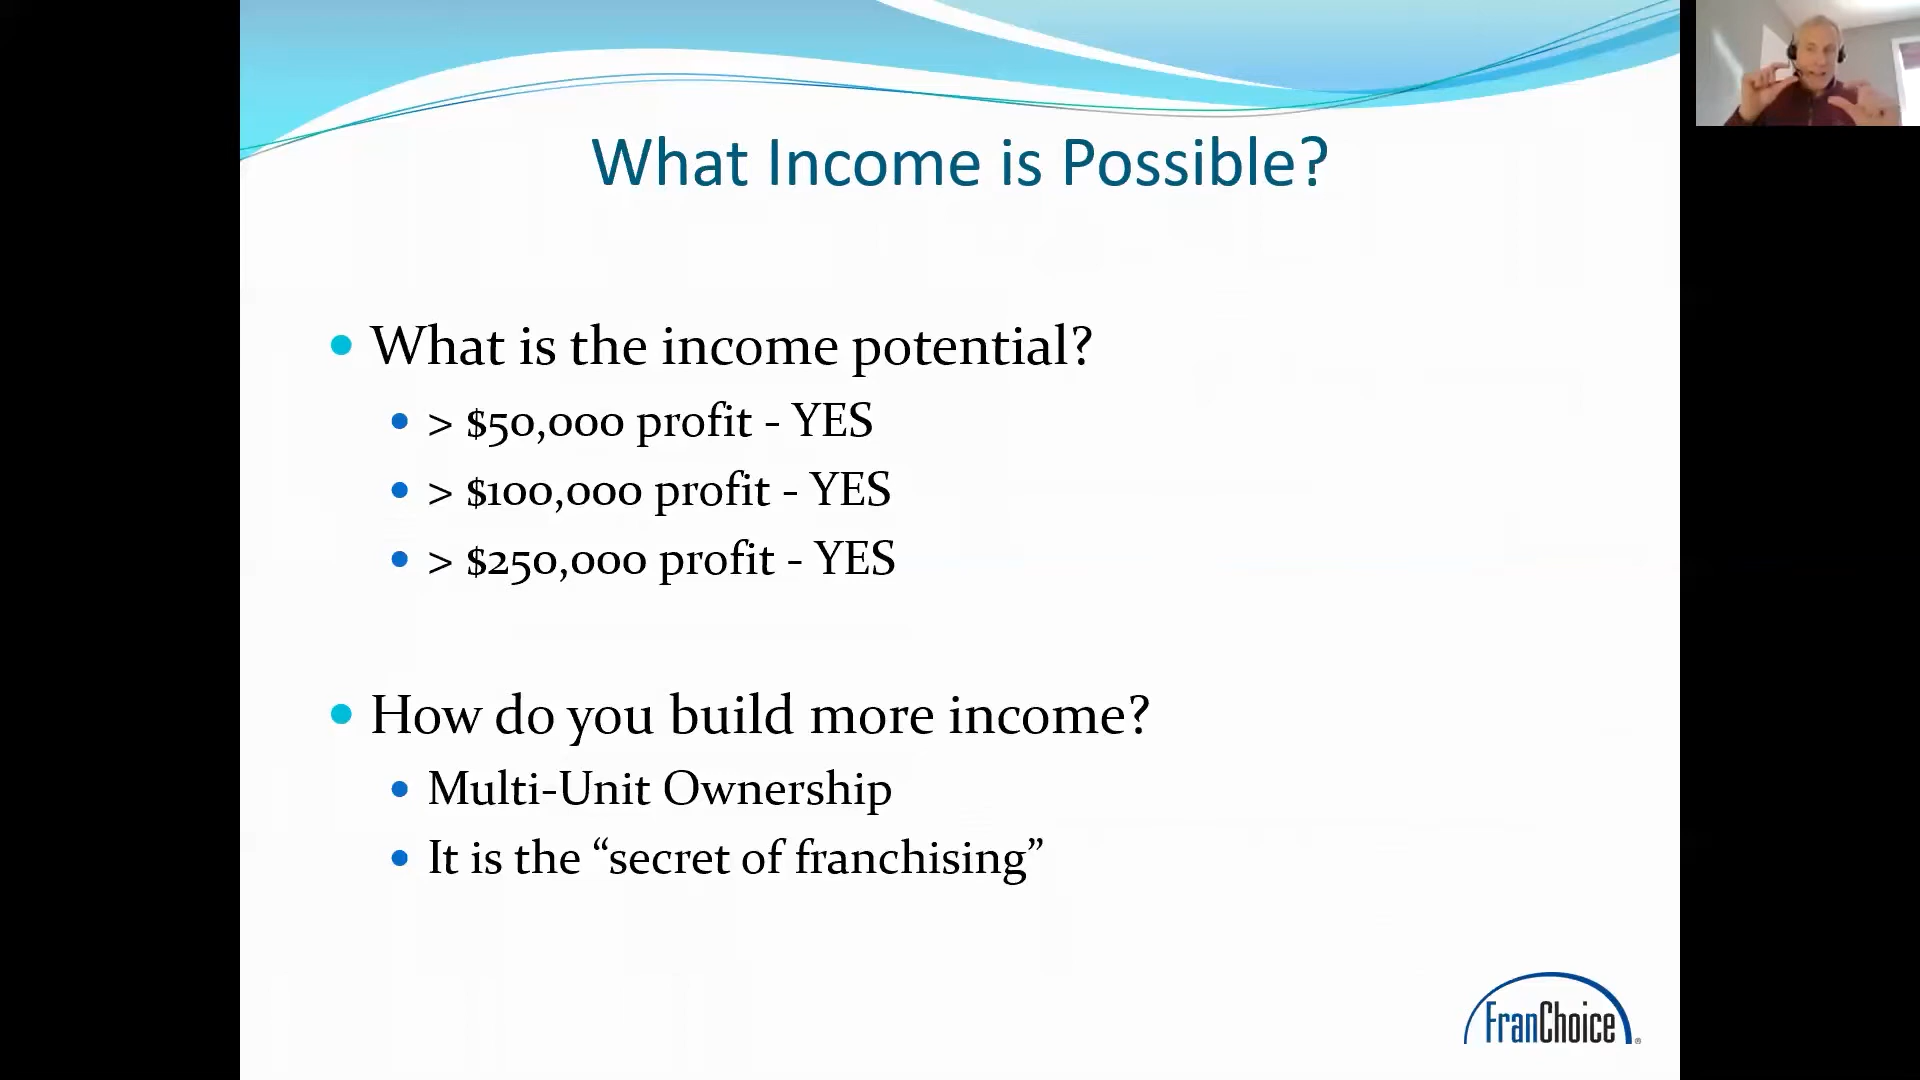 What Income is Possible?
• What is the income potential?
• > $50,000 profit - YES
• > $100,000 profit - YES
• > $250,000 profit - YES
• How do you build more income?
• Multi-Unit Ownership
• It is the “secret of franchising”
FranChoice®